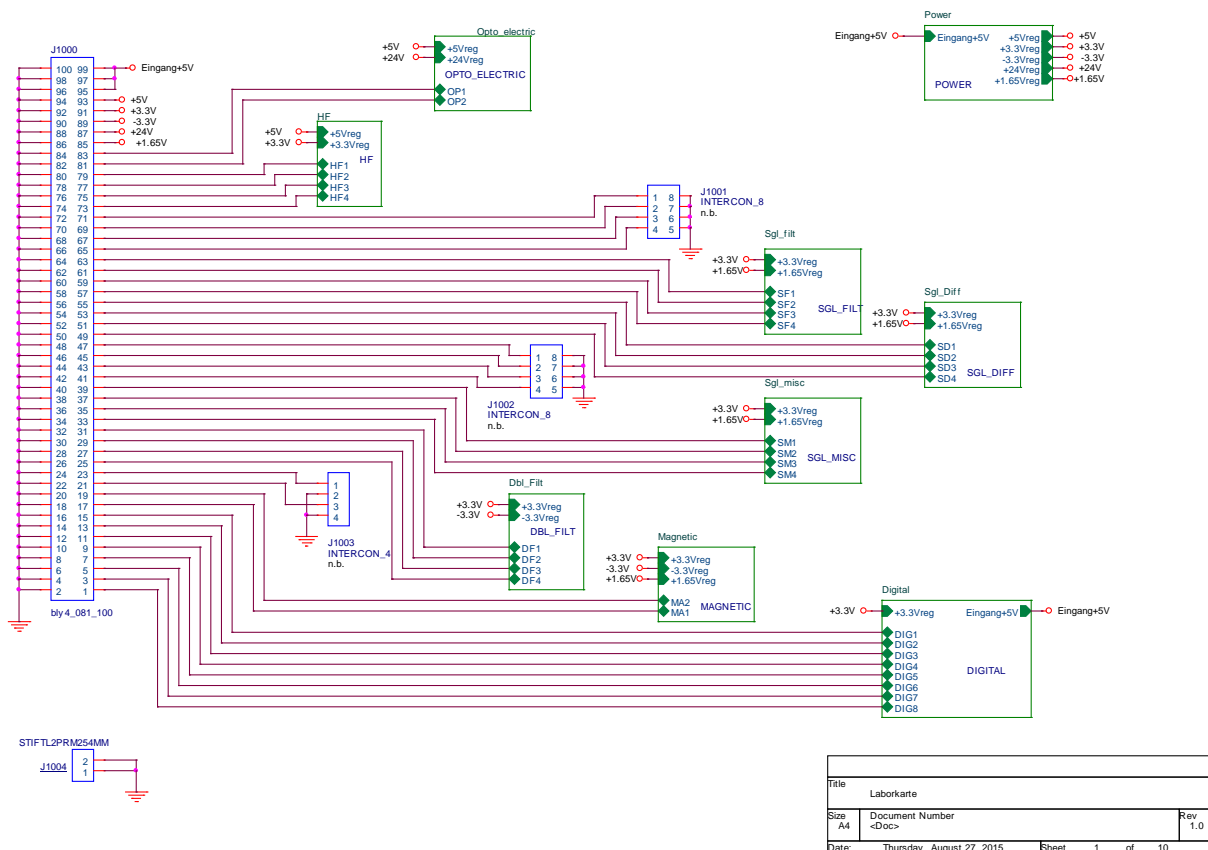 Power
Eingang+5V
Eingang+5V
+5Vreg
+3.3Vreg
-3.3Vreg
+24Vreg
+1.65Vreg
POWER
+5V
+3.3V
-3.3V
+24V
+1.65V
Opto_electric
+5V
+24V
+5Vreg
+24Vreg
OPTO_ELECTRIC
OP1
OP2
J1000
100 99
98 97
96 95
94 93
92 91
90 89
88 87
86 85
84 83
82 81
80 79
78 77
76 75
74 73
72 71
70 69
68 67
66 65
64 63
62 61
60 59
58 57
56 55
54 53
52 51
50 49
48 47
46 45
44 43
42 41
40 39
38 37
36 35
34 33
32 31
30 29
28 27
26 25
24 23
22 21
20 19
18 17
16 15
14 13
12 11
10 9
8 7
6 5
4 3
2 1
bly4_081_100
Eingang+5V
+5V
+3.3V
-3.3V
+24V
+1.65V
HF
+5V
+3.3V
+5Vreg
+3.3Vreg
HF
HF1
HF2
HF3
HF4
1 8
2 7
3 6
4 5
J1001
INTERCON_8
n.b.
Sgl_filt
+3.3V
+1.65V
+3.3Vreg
+1.65Vreg
SF1
SF2
SF3
SF4
SGL_FILT
Sgl_Diff
+3.3V
+1.65V
+3.3Vreg
+1.65Vreg
SD1
SD2
SD3
SD4
SGL_DIFF
1 8
2 7
3 6
4 5
J1002
INTERCON_8
n.b.
Sgl_misc
+3.3V
+1.65V
+3.3Vreg
+1.65Vreg
SM1
SM2
SM3
SM4
SGL_MISC
1
2
3
4
J1003
INTERCON_4
n.b.
Dbl_Filt
+3.3V
-3.3V
+3.3Vreg
-3.3Vreg
DBL_FILT
DF1
DF2
DF3
DF4
Magnetic
+3.3V
-3.3V
+1.65V
+3.3Vreg
-3.3Vreg
+1.65Vreg
MA2
MA1
MAGNETIC
Digital
+3.3V
+3.3Vreg
Eingang+5V
Eingang+5V
DIG1
DIG2
DIG3
DIG4
DIG5
DIG6
DIG7
DIG8
DIGITAL
STIFTL2PRM254MM
J1004
2
1
Title
Laborkarte
Size
A4
Document Number
<Doc>
Rev
1.0
Date: Thursday, August 27, 2015 Sheet 1 of 10